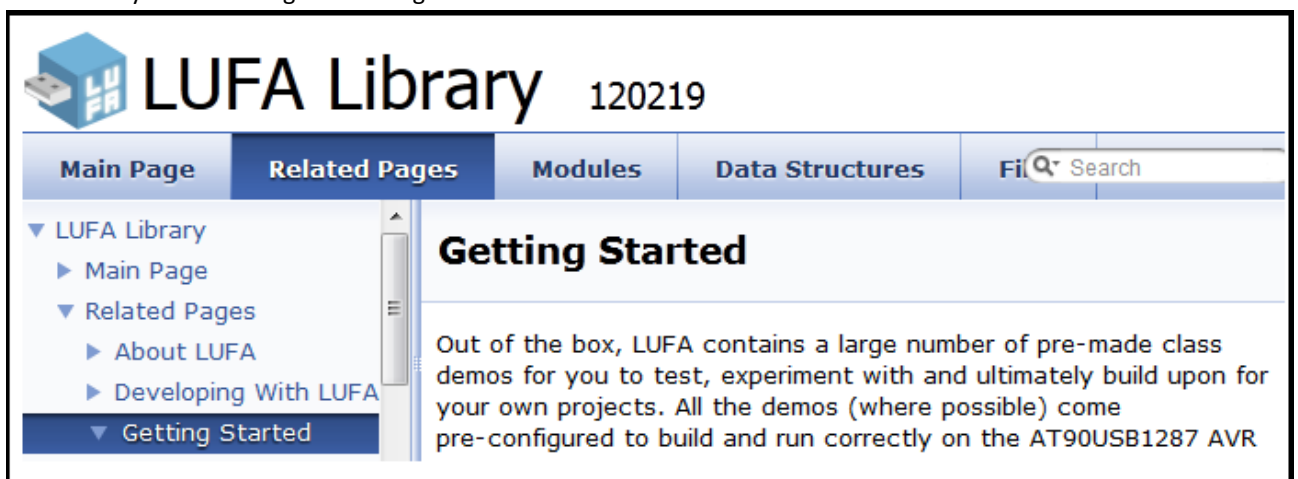 LUFA Library 120219
Main Page Related Pages Modules Data Structures Search
LUFA Library
Main Page
Related Pages
About LUFA
Developing With LUFA
Getting Started
Getting Started
Out of the box, LUFA contains a large number of pre-made class
demos for you to test, experiment with and ultimately build upon for
your own projects. All the demos (where possible) come
pre-configured to build and run correctly on the AT90USB1287 AVR